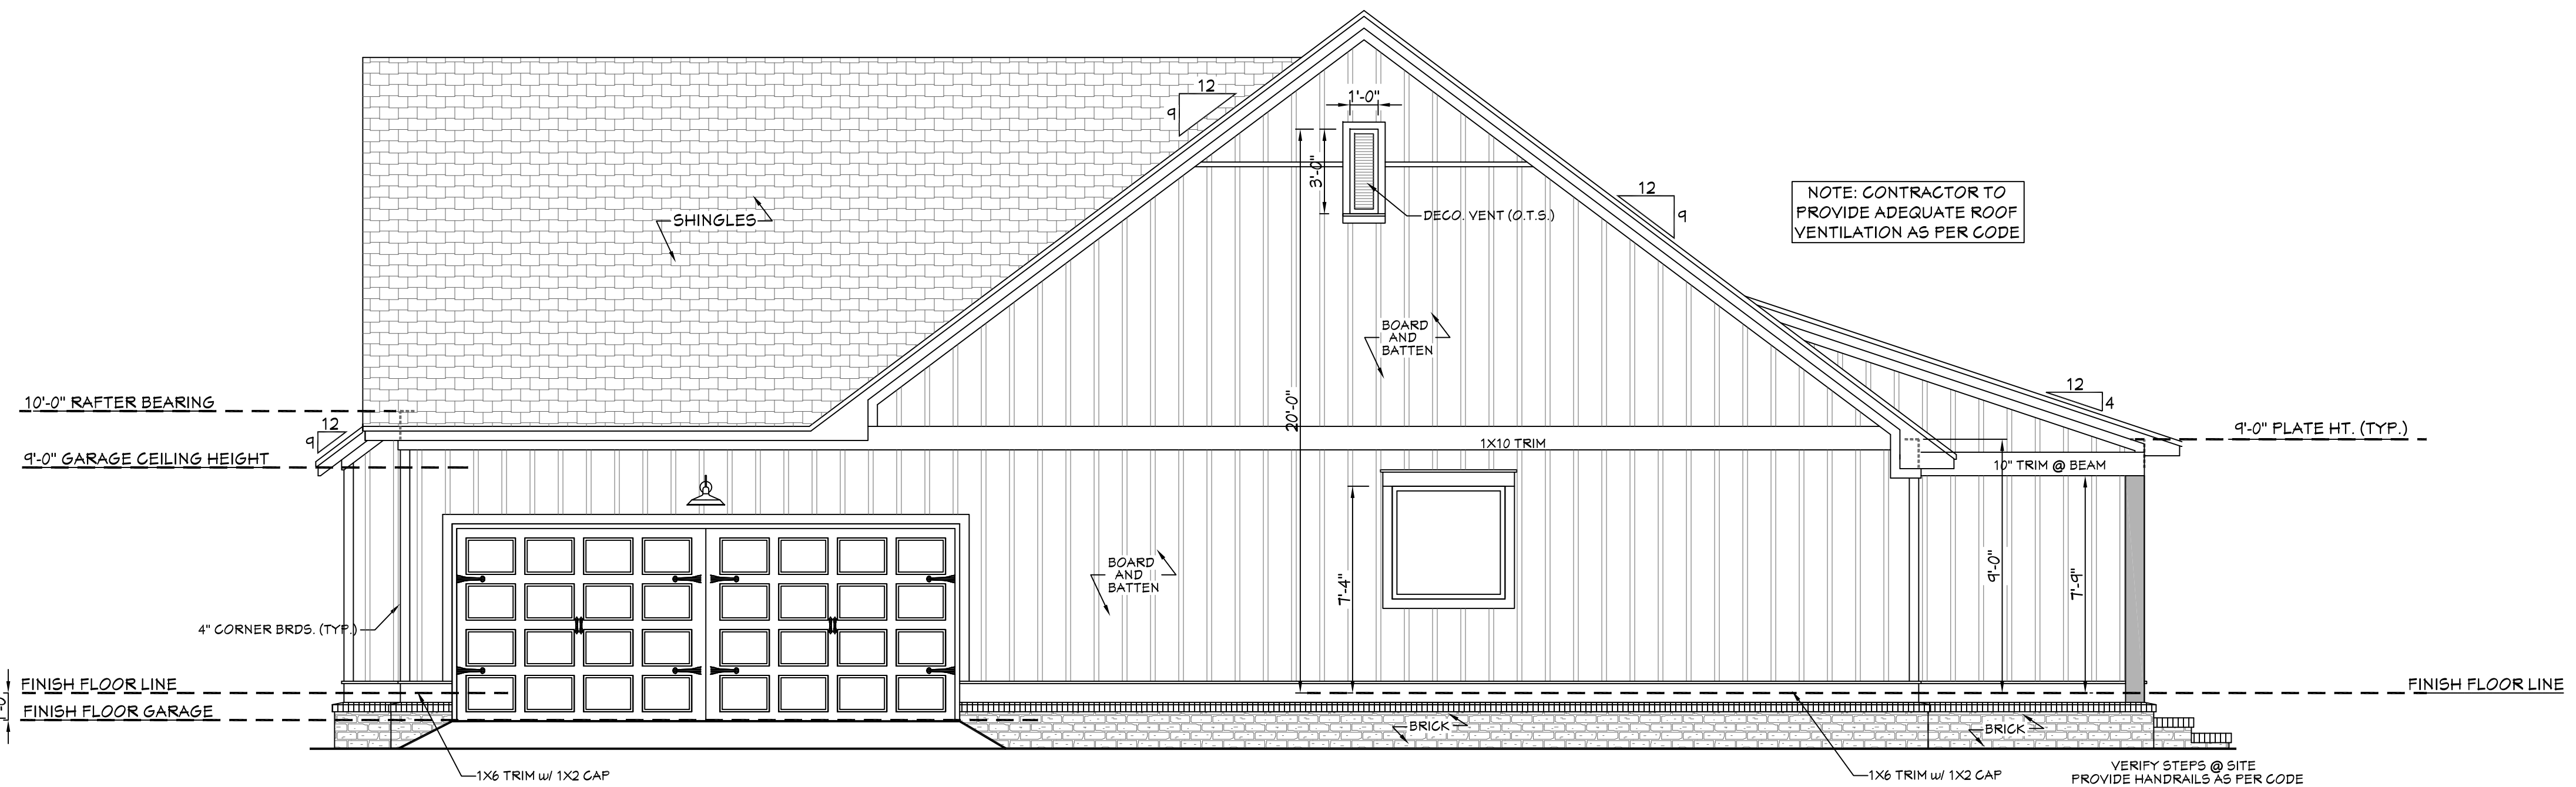 12
9
1'-0"
3'-0"
SHINGLES
DECO. VENT (O.T.S.)
12
9
NOTE: CONTRACTOR TO
PROVIDE ADEQUATE ROOF
VENTILATION AS PER CODE
BOARD
AND
BATTEN
20'-0"
12
4
10'-0" RAFTER BEARING
12
9
9'-0" PLATE HT. (TYP.)
1X10 TRIM
9'-0" GARAGE CEILING HEIGHT
10" TRIM @ BEAM
BOARD
AND
BATTEN
7'-4"
9'-0"
7'-9"
4" CORNER BRDS. (TYP.)
FINISH FLOOR LINE
FINISH FLOOR LINE
FINISH FLOOR GARAGE
BRICK
BRICK
1X6 TRIM w/ 1X2 CAP
1X6 TRIM w/ 1X2 CAP
VERIFY STEPS @ SITE
PROVIDE HANDRAILS AS PER CODE